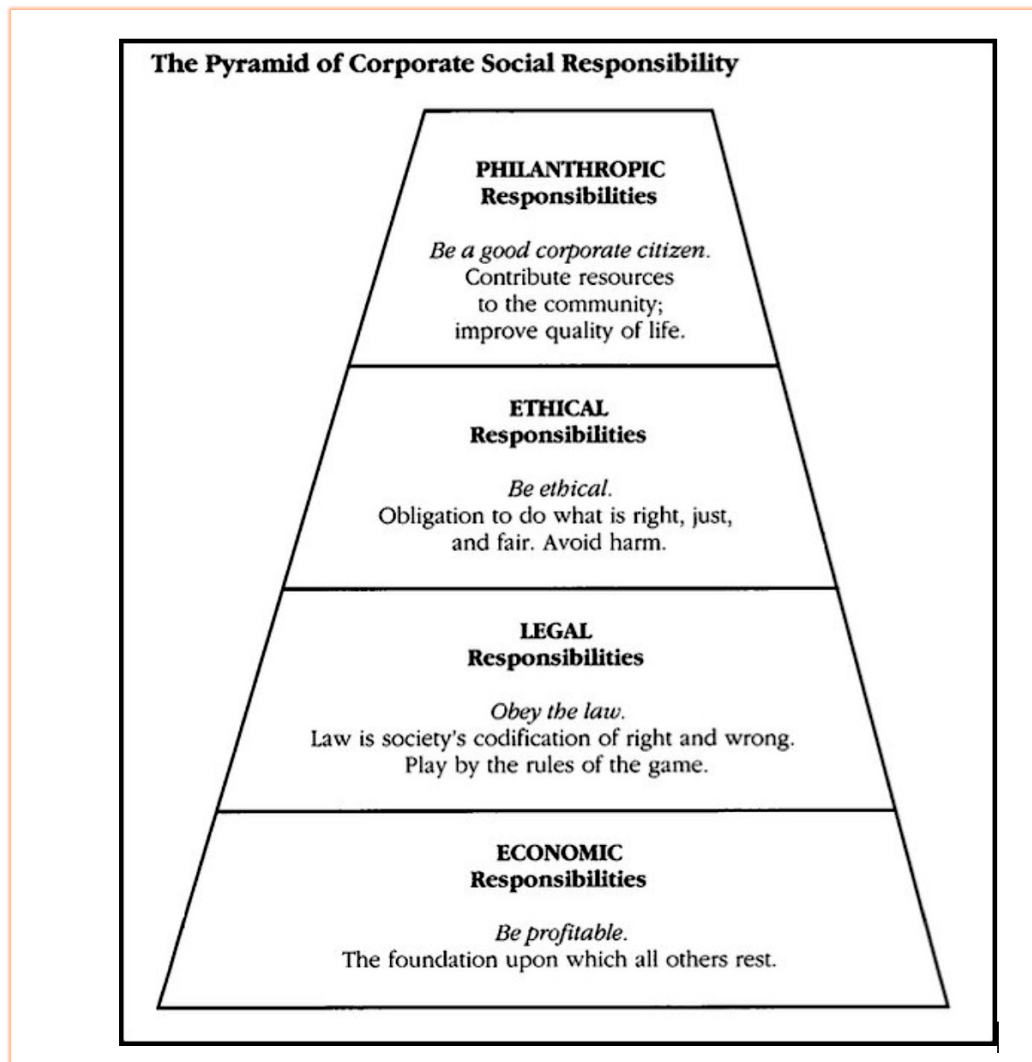 The Pyramid of Corporate Social Responsibility
PHILANTHROPIC
Responsibilities
Be a good corporate citizen.
Contribute resources
to the community;
improve quality of life.
ETHICAL
Responsibilities
Be ethical.
Obligation to do what is right, just,
and fair. Avoid harm.
LEGAL
Responsibilities
Obey the law.
Law is society's codification of right and wrong.
Play by the rules of the game.
ECONOMIC
Responsibilities
Be profitable.
The foundation upon which all others rest.